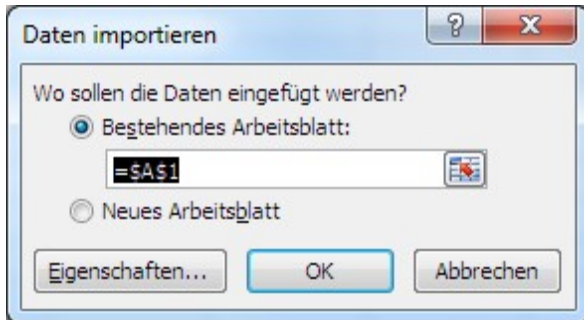 Daten importieren
Wo sollen die Daten eingefügt werden?
Bestehendes Arbeitsblatt:
=$A$1
Neues Arbeitsblatt
Eigenschaften... OK Abbrechen